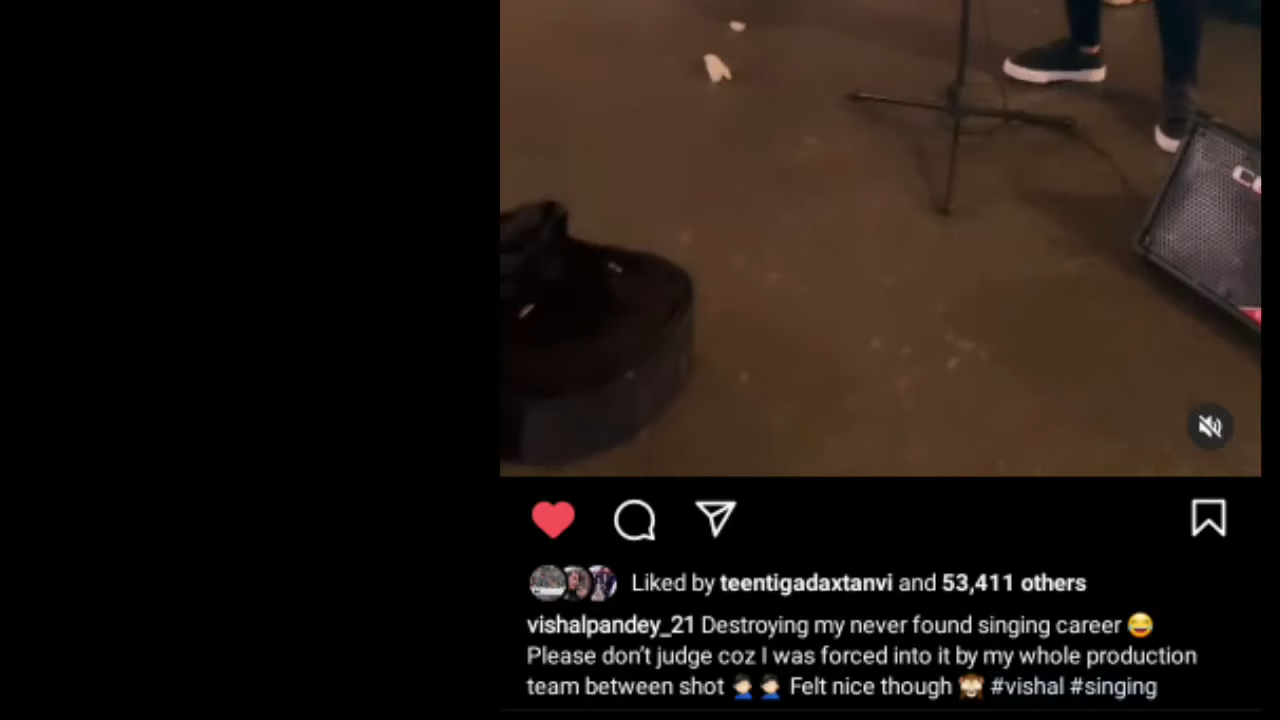 Liked by teentigadaxtanvi and 53,411 others
vishalpandey_21 Destroying my never found singing career 😂
Please don't judge coz I was forced into it by my whole production
team between shot 🤦🏻‍♂️🤦🏻‍♂️ Felt nice though 🙈 #vishal #singing